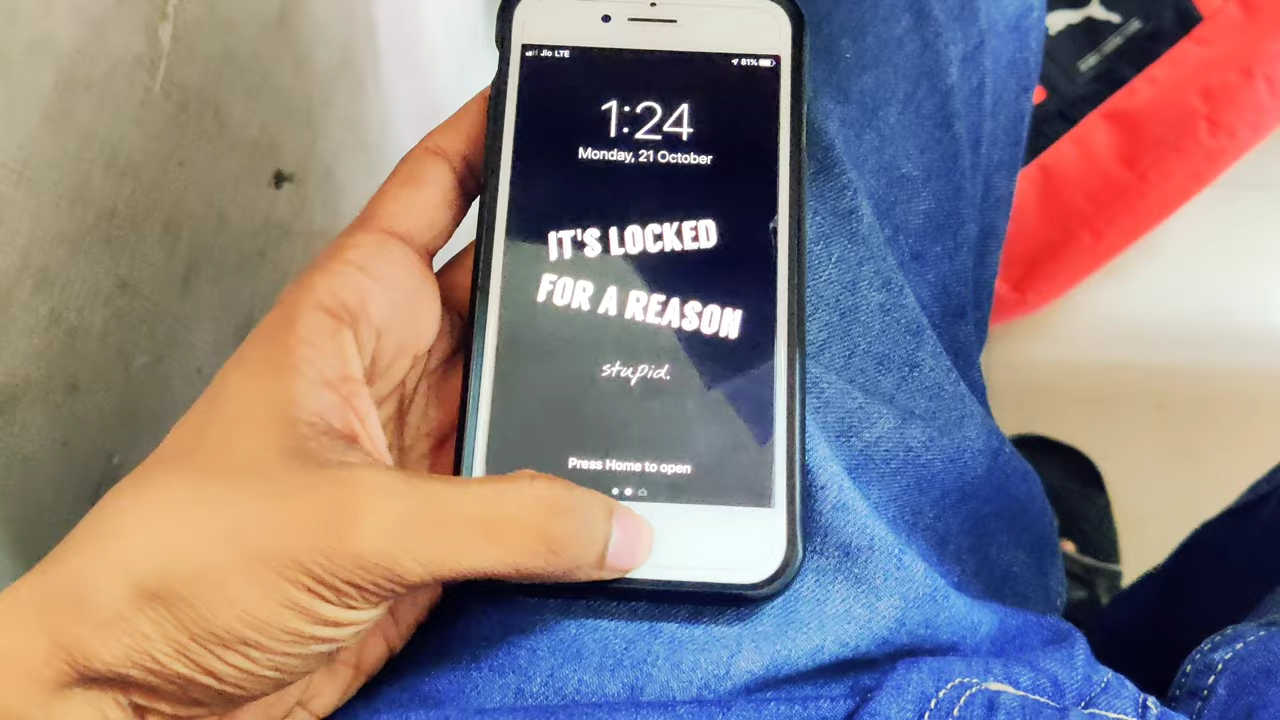 Jio LTE
81%
1:24
Monday, 21 October
IT'S LOCKED
FOR A REASON
stupid.
Press Home to open